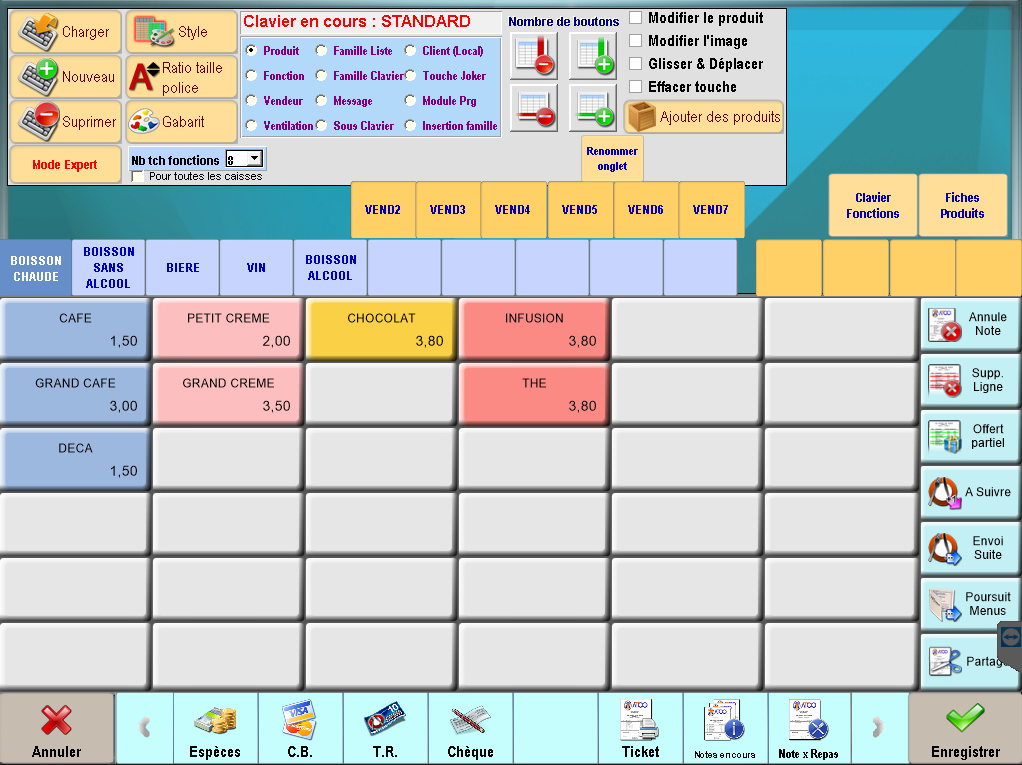 Charger
Style
Nouveau
Ratio taille
police
Suprimer
Gabarit
Mode Expert
Clavier en cours : STANDARD
Produit
Famille Liste
Client (Local)
Fonction
Famille Clavier
Touche Joker
Vendeur
Message
Module Prg
Ventilation
Sous Clavier
Insertion famille
Nb tch fonctions
8
Pour toutes les caisses
Nombre de boutons
Modifier le produit
Modifier l'image
Glisser & Déplacer
Effacer touche
Ajouter des produits
Renommer
onglet
VEND2
VEND3
VEND4
VEND5
VEND6
VEND7
Clavier
Fonctions
Fiches
Produits
BOISSON
CHAUDE
BOISSON
SANS
ALCOOL
BIERE
VIN
BOISSON
ALCOOL
CAFE
1,50
PETIT CREME
2,00
CHOCOLAT
3,80
INFUSION
3,80
GRAND CAFE
3,00
GRAND CREME
3,50
THE
3,80
DECA
1,50
Annule
Note
Supp.
Ligne
Offert
partiel
A Suivre
Envoi
Suite
Poursuit
Menus
Partag
Annuler
Espèces
VISA
C.B.
T.R.
Chèque
Ticket
Notes en cours
Note x Repas
Enregistrer